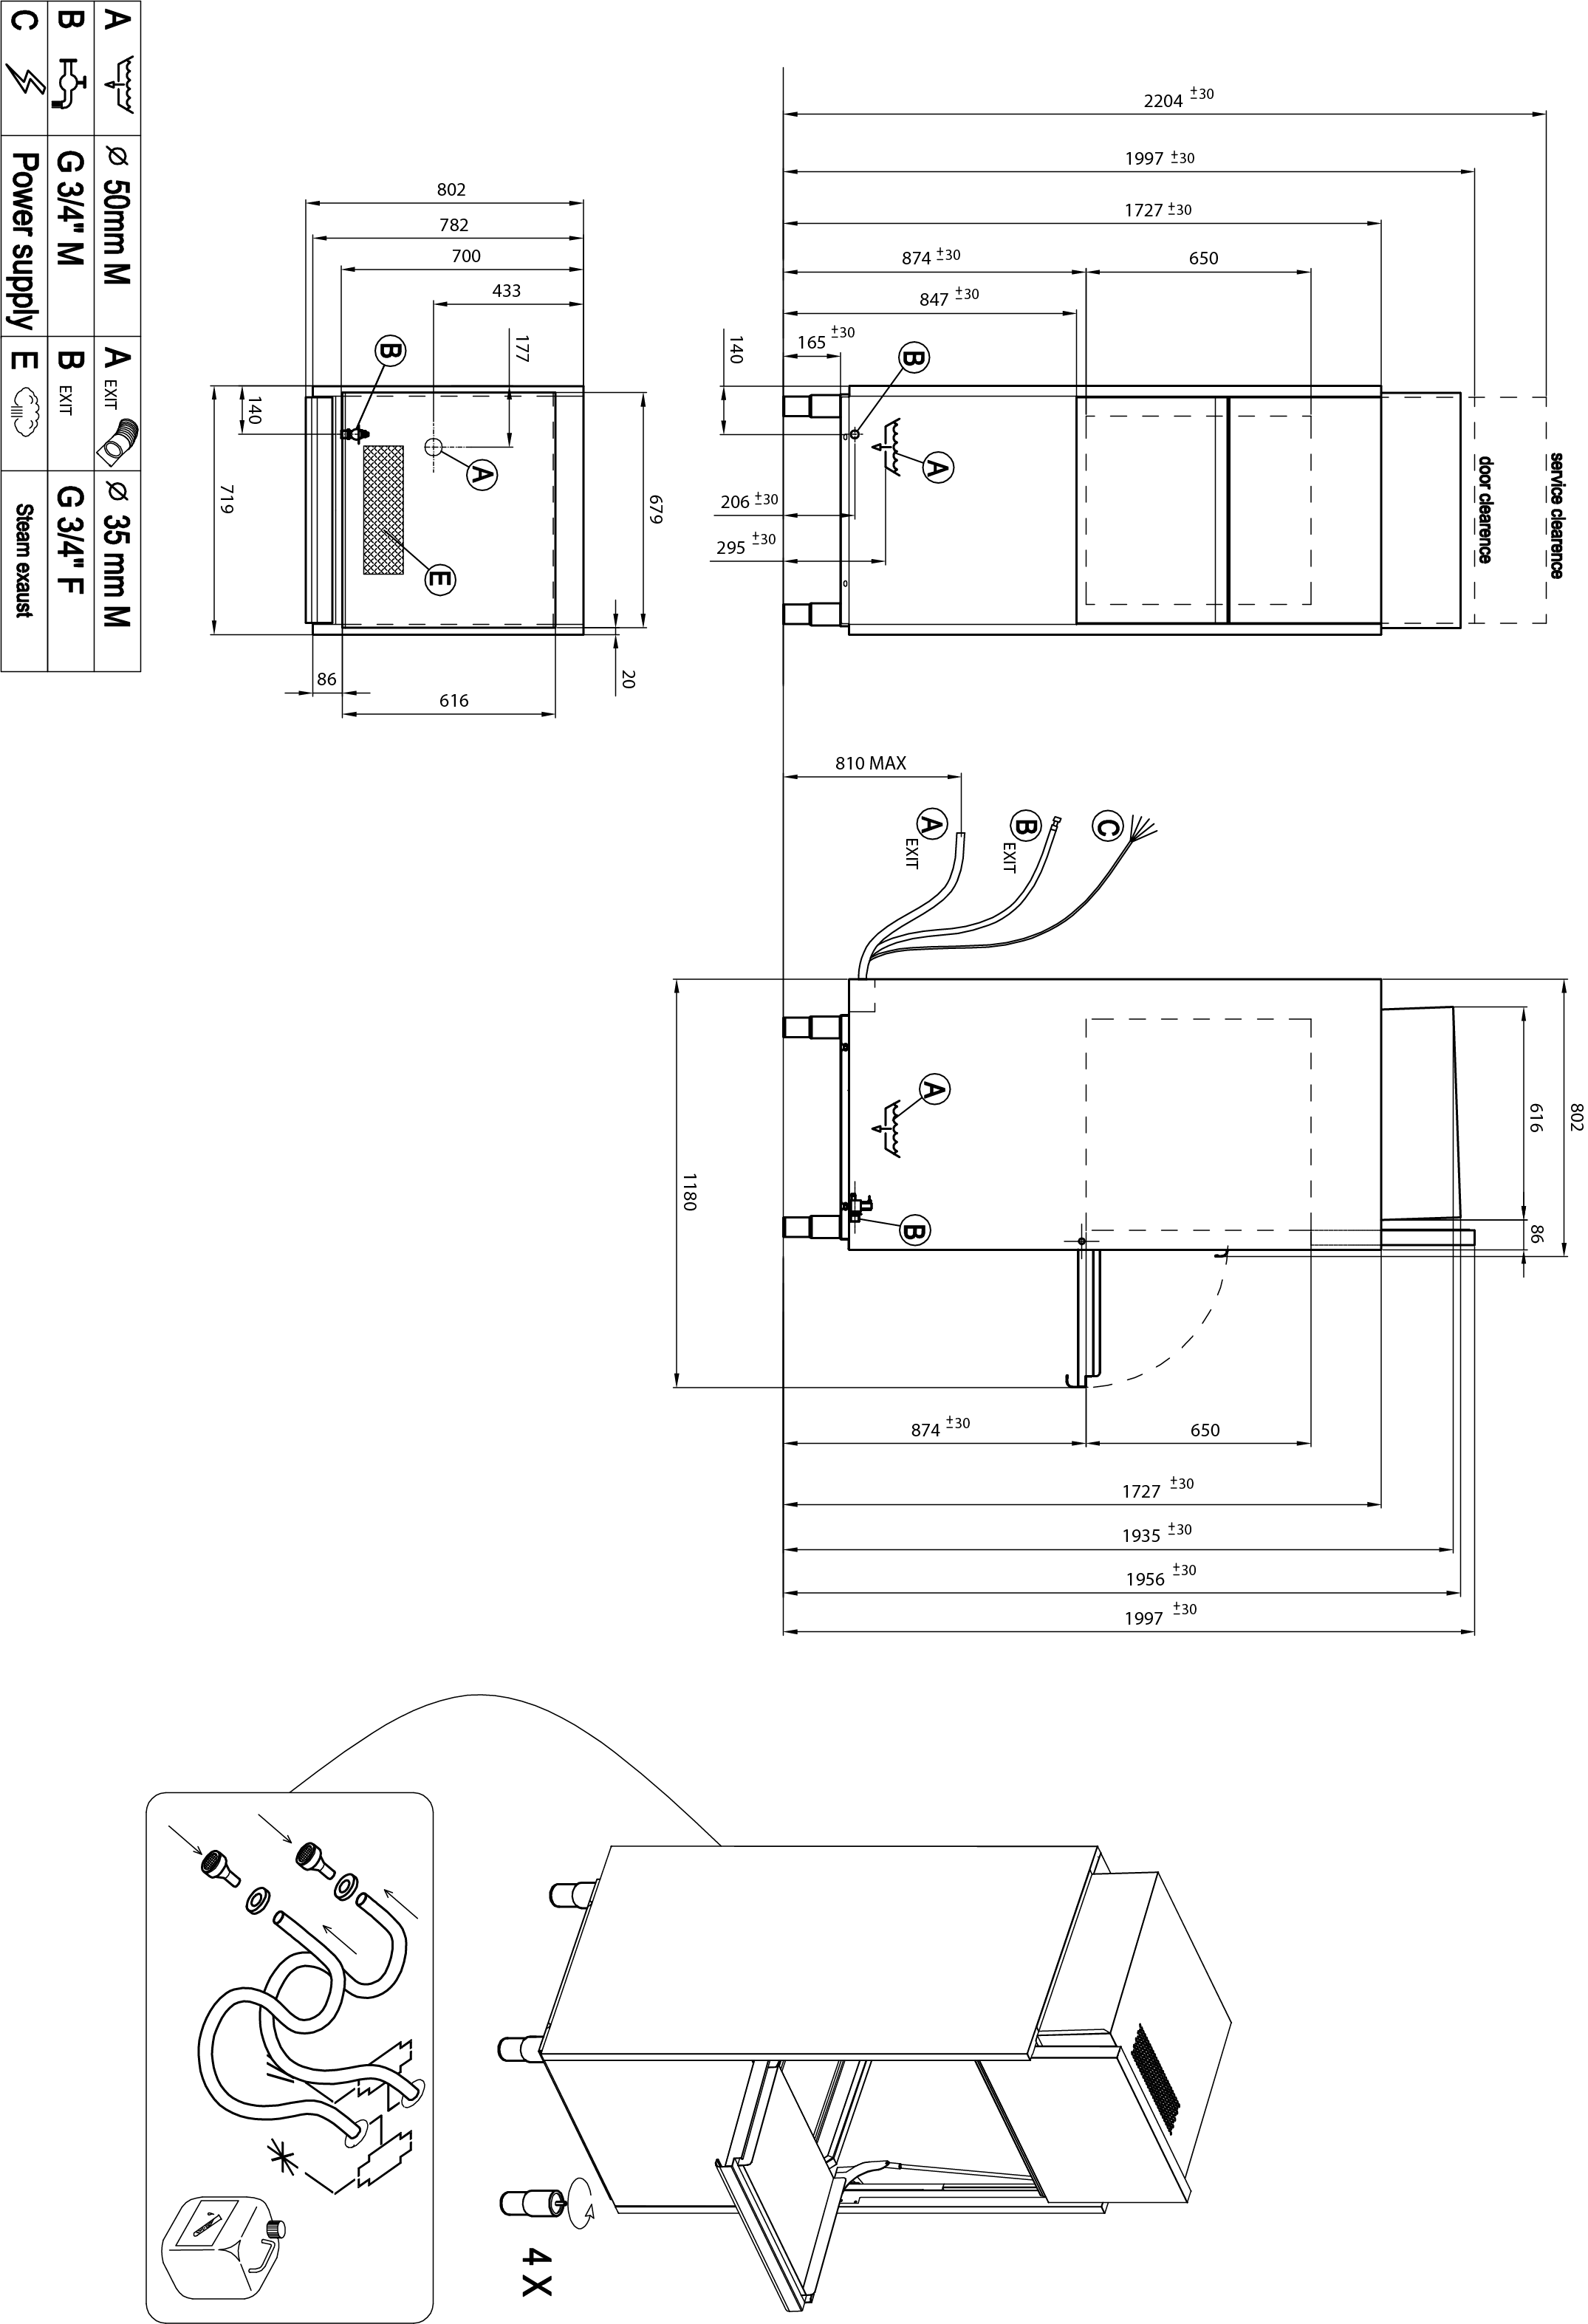 2204 ±30
1997 ±30
1727 ±30
874 ±30
650
847 ±30
165 ±30
140
B
A
206 ±30
295 ±30
door clearence
service clearence
802
782
700
433
177
B
A
E
140
719
679
20
86
616
810 MAX
A
EXIT
B
EXIT
C
802
616
86
A
B
1180
874 ±30
650
1727 ±30
1935 ±30
1956 ±30
1997 ±30
4 X
A ⌀ 50mm M A EXIT ⌀ 35 mm M
B G 3/4" M B EXIT G 3/4" F
C Power supply E Steam exaust